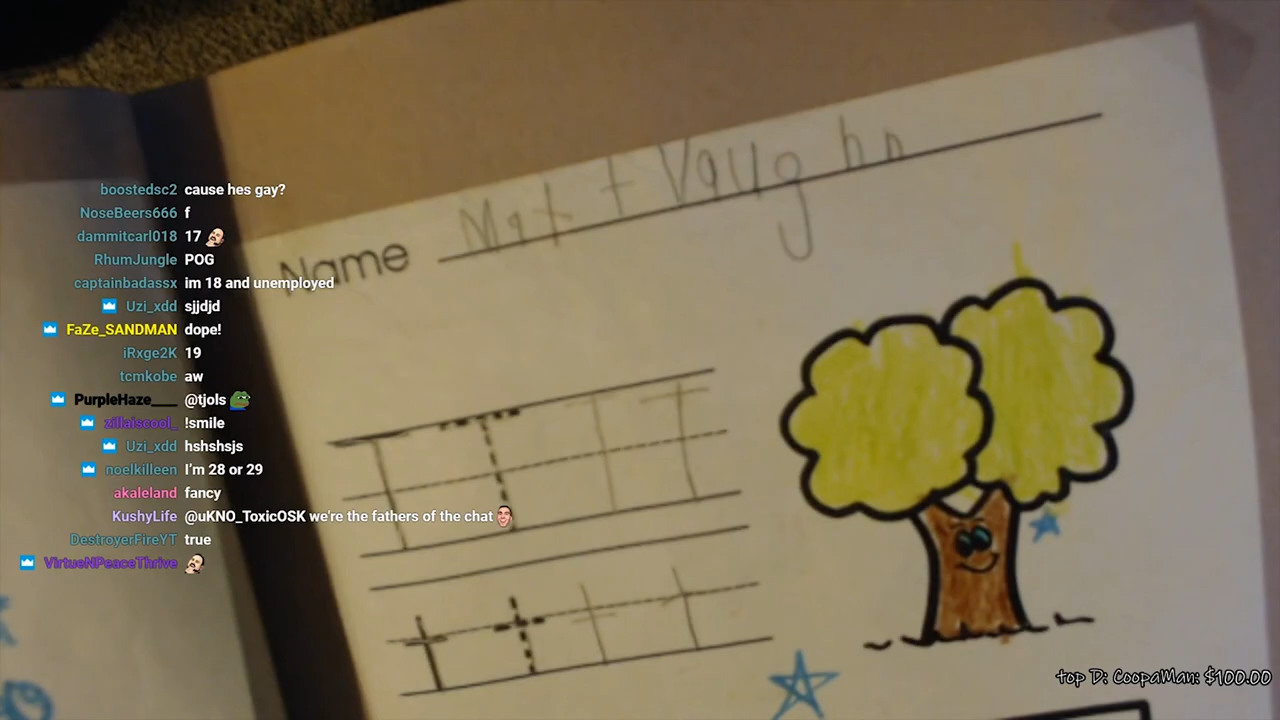 boostedsc2 cause hes gay?
NoseBeers666 f
dammitcarl018 17
RhumJungle POG
captainbadassx im 18 and unemployed
Uzi_xdd sjjdjd
FaZe_SANDMAN dope!
iRxge2K 19
tcmkobe aw
PurpleHaze___ @tjols
zillaiscool_ !smile
Uzi_xdd hshshsjs
noelkilleen I'm 28 or 29
akaleland fancy
KushyLife @uKNO_ToxicOSK we're the fathers of the chat
DestroyerFireYT true
VirtueNPeaceThrive
Name Matt Vaughn
T T T T
t t t t
top D: CoopaMan: $100.00